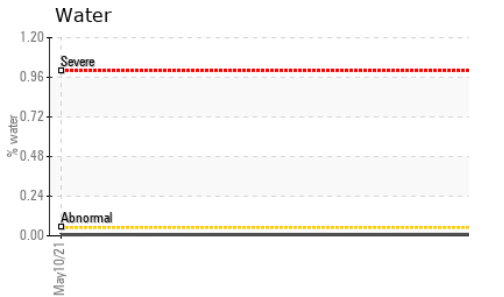 Water
1.20
Severe
0.96
0.72
% water
0.48
0.24
Abnormal
0.00
May10/21